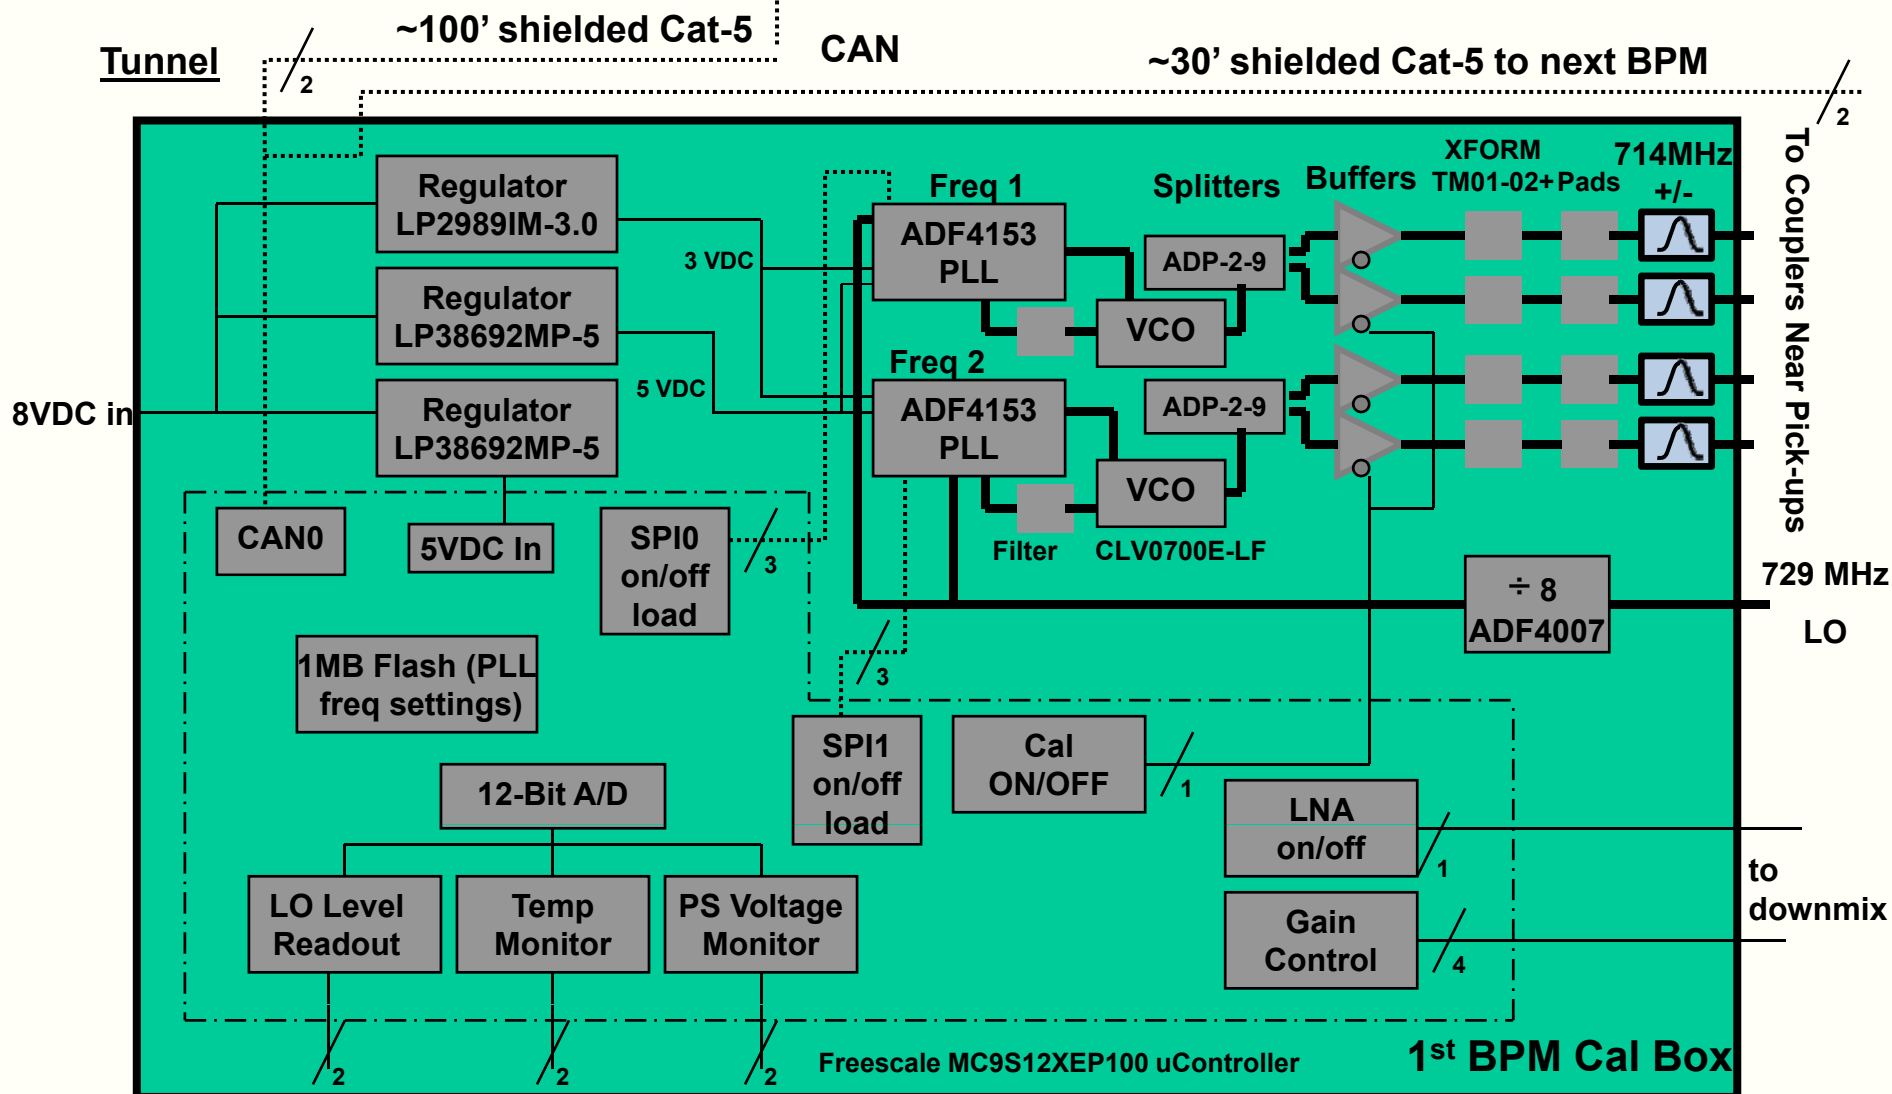 ~100’ shielded Cat-5
Tunnel
CAN
~30’ shielded Cat-5 to next BPM
2
2
To Couplers Near Pick-ups
XFORM
TM01-02+
Pads
714MHz
+/-
Freq 1
Splitters
Buffers
Regulator
LP2989IM-3.0
3 VDC
ADF4153
PLL
ADP-2-9
Regulator
LP38692MP-5
VCO
Freq 2
5 VDC
8VDC in
Regulator
LP38692MP-5
ADF4153
PLL
ADP-2-9
VCO
CAN0
5VDC In
SPI0
on/off
load
3
Filter
CLV0700E-LF
÷ 8
ADF4007
729 MHz
LO
1MB Flash (PLL
freq settings)
3
SPI1
on/off
load
Cal
ON/OFF
1
12-Bit A/D
LNA
on/off
1
to
downmix
LO Level
Readout
Temp
Monitor
PS Voltage
Monitor
Gain
Control
4
2
2
2
Freescale MC9S12XEP100 uController
1st BPM Cal Box